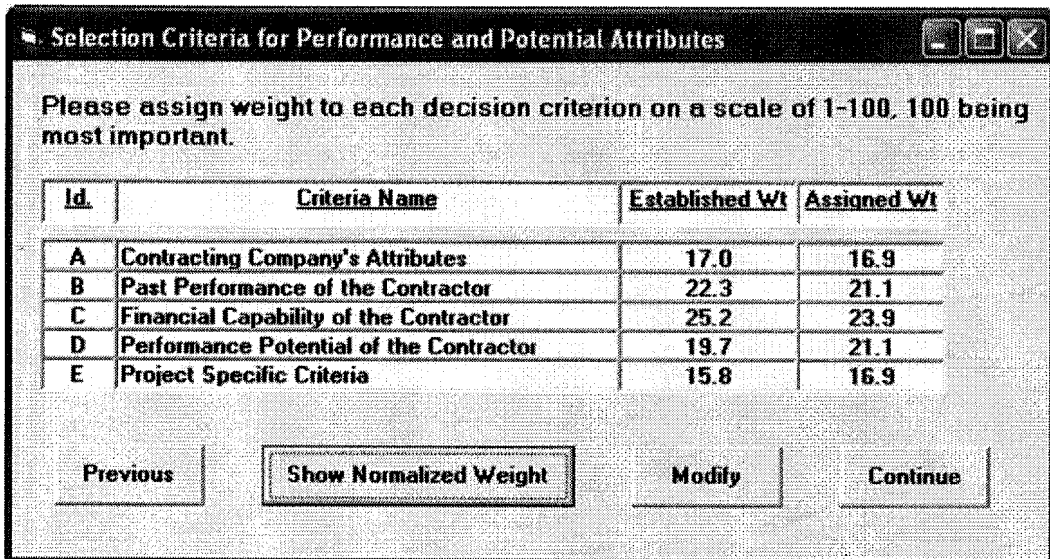 Selection Criteria for Performance and Potential Attributes
Please assign weight to each decision criterion on a scale of 1-100, 100 being
most important.
Id. Criteria Name Established Wt Assigned Wt
A Contracting Company's Attributes 17.0 16.9
B Past Performance of the Contractor 22.3 21.1
C Financial Capability of the Contractor 25.2 23.9
D Performance Potential of the Contractor 19.7 21.1
E Project Specific Criteria 15.8 16.9
Previous Show Normalized Weight Modify Continue